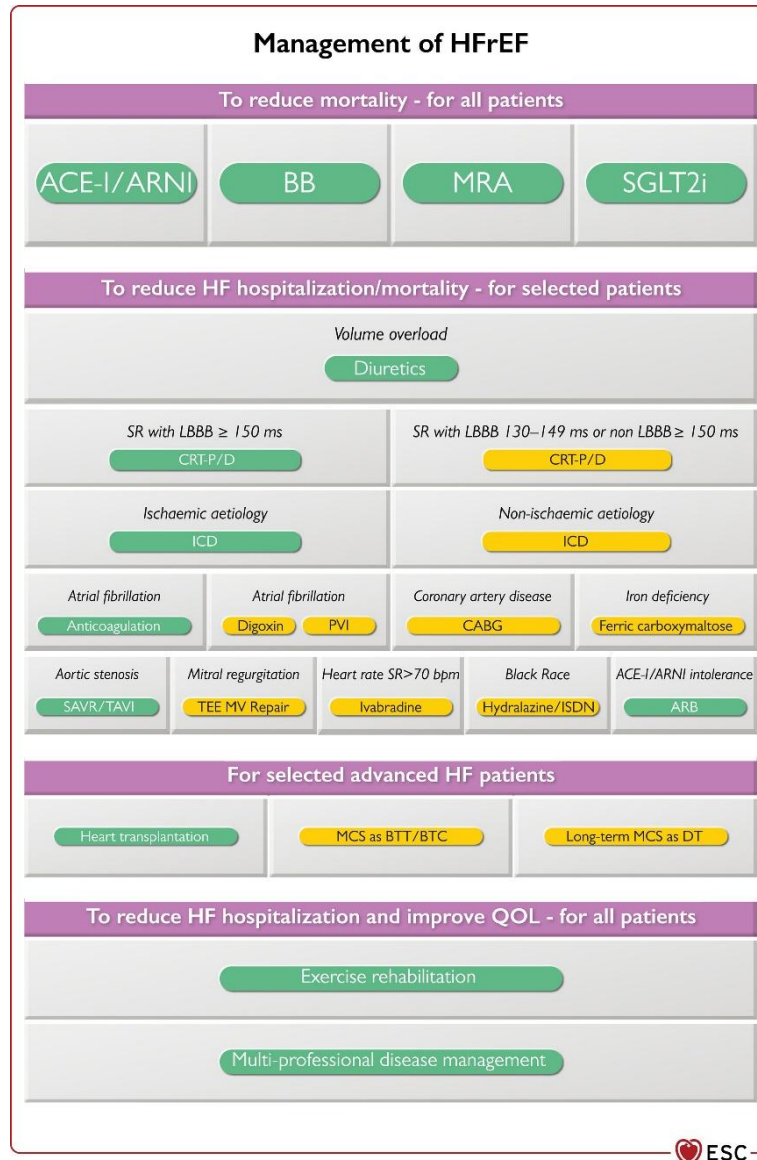 Management of HFrEF
To reduce mortality - for all patients
ACE-I/ARNI
BB
MRA
SGLT2i
To reduce HF hospitalization/mortality - for selected patients
Volume overload
Diuretics
SR with LBBB ≥ 150 ms
CRT-P/D
SR with LBBB 130–149 ms or non LBBB ≥ 150 ms
CRT-P/D
Ischaemic aetiology
ICD
Non-ischaemic aetiology
ICD
Atrial fibrillation
Anticoagulation
Atrial fibrillation
Digoxin
PVI
Coronary artery disease
CABG
Iron deficiency
Ferric carboxymaltose
Aortic stenosis
SAVR/TAVI
Mitral regurgitation
TEE MV Repair
Heart rate SR>70 bpm
Ivabradine
Black Race
Hydralazine/ISDN
ACE-I/ARNI intolerance
ARB
For selected advanced HF patients
Heart transplantation
MCS as BTT/BTC
Long-term MCS as DT
To reduce HF hospitalization and improve QOL - for all patients
Exercise rehabilitation
Multi-professional disease management
ESC